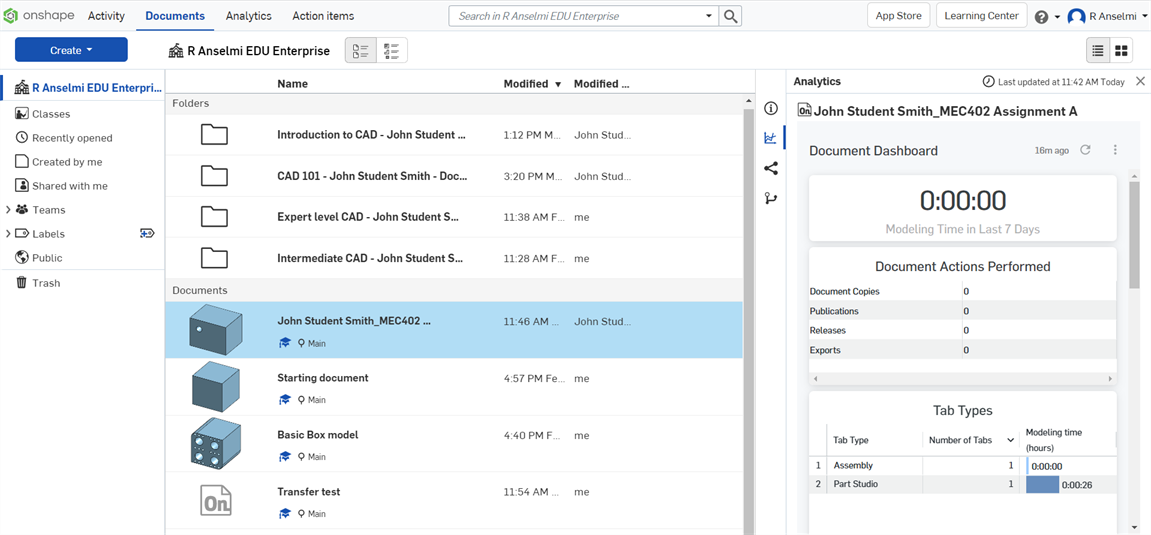 onshape Activity Documents Analytics Action items Search in R Anselmi EDU Enterprise App Store Learning Center R Anselmi
Create R Anselmi EDU Enterprise
R Anselmi EDU Enterpri...
Classes
Recently opened
Created by me
Shared with me
Teams
Labels
Public
Trash
Name Modified Modified ...
Folders
Introduction to CAD - John Student ... 1:12 PM M... John Stud...
CAD 101 - John Student Smith - Doc... 3:20 PM M... John Stud...
Expert level CAD - John Student S... 11:38 AM F... me
Intermediate CAD - John Student S... 11:28 AM F... me
Documents
John Student Smith_MEC402 ... 11:46 AM ... John Stud...
Main
Starting document 4:57 PM Fe... me
Main
Basic Box model 4:40 PM F... me
Main
On Transfer test 11:54 AM ... me
Main
Analytics Last updated at 11:42 AM Today
On John Student Smith_MEC402 Assignment A
Document Dashboard 16m ago
0:00:00
Modeling Time in Last 7 Days
Document Actions Performed
Document Copies 0
Publications 0
Releases 0
Exports 0
Tab Types
Tab Type Number of Tabs Modeling time
(hours)
1 Assembly 1 0:00:00
2 Part Studio 1 0:00:26